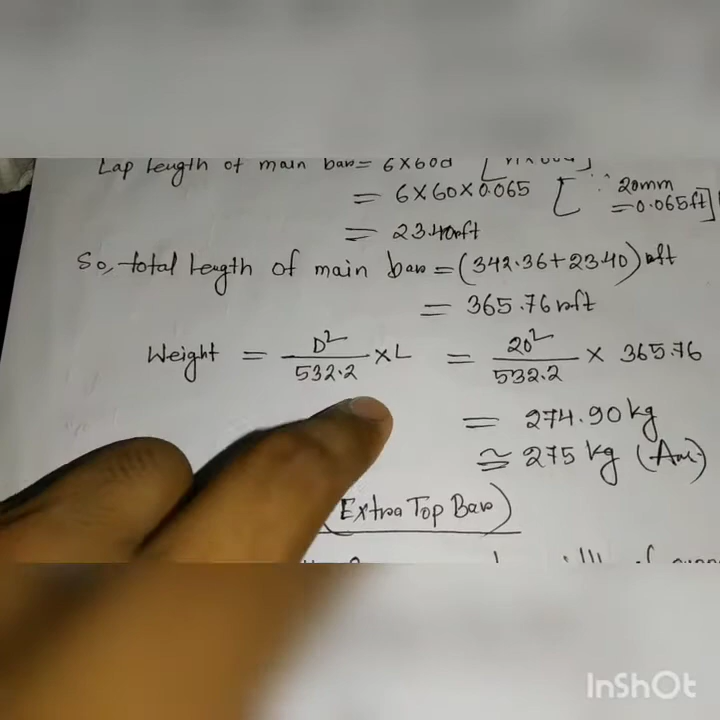 Lap length of main bar = 6×60d [n×60d]
= 6×60×0.065 [∵ 20mm = 0.065ft]
= 23.40rft
So, total length of main bar = (342.36+23.40) rft
= 365.76 rft
Weight = D²/532.2 × L = 20²/532.2 × 365.76
= 274.90 kg
≅ 275 kg (Ans)
(Extra Top Bar)
InShOt